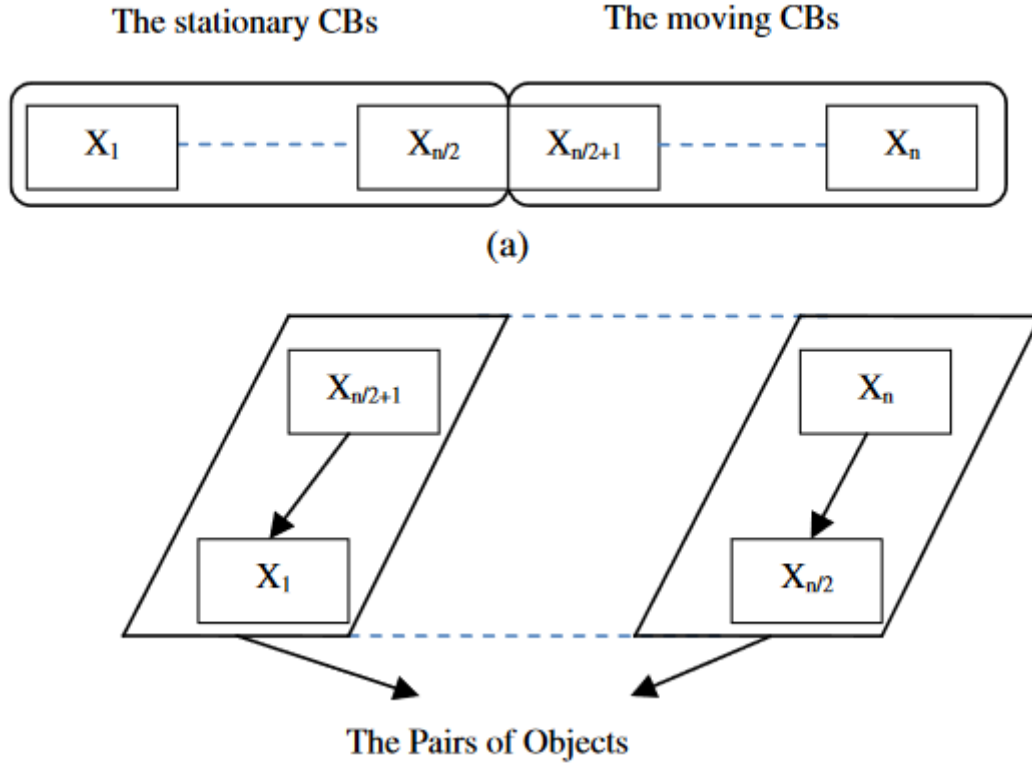 The stationary CBs
The moving CBs
X₁
Xₙ/₂
Xₙ/₂₊₁
Xₙ
(a)
Xₙ/₂₊₁
Xₙ
X₁
Xₙ/₂
The Pairs of Objects